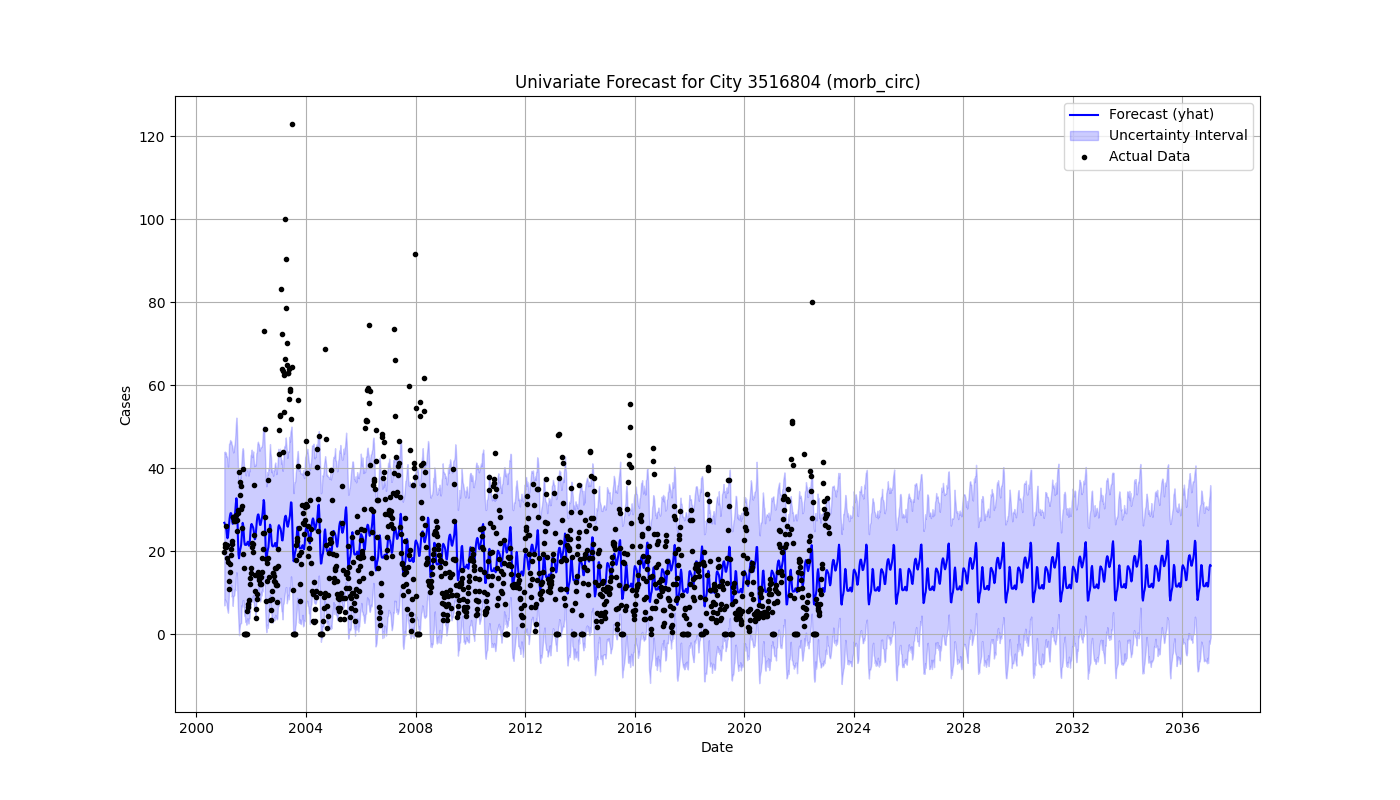 Univariate Forecast for City 3516804 (morb_circ)
Forecast (yhat)
Uncertainty Interval
Actual Data
120
100
80
60
40
20
0
Cases
2000 2004 2008 2012 2016 2020 2024 2028 2032 2036
Date